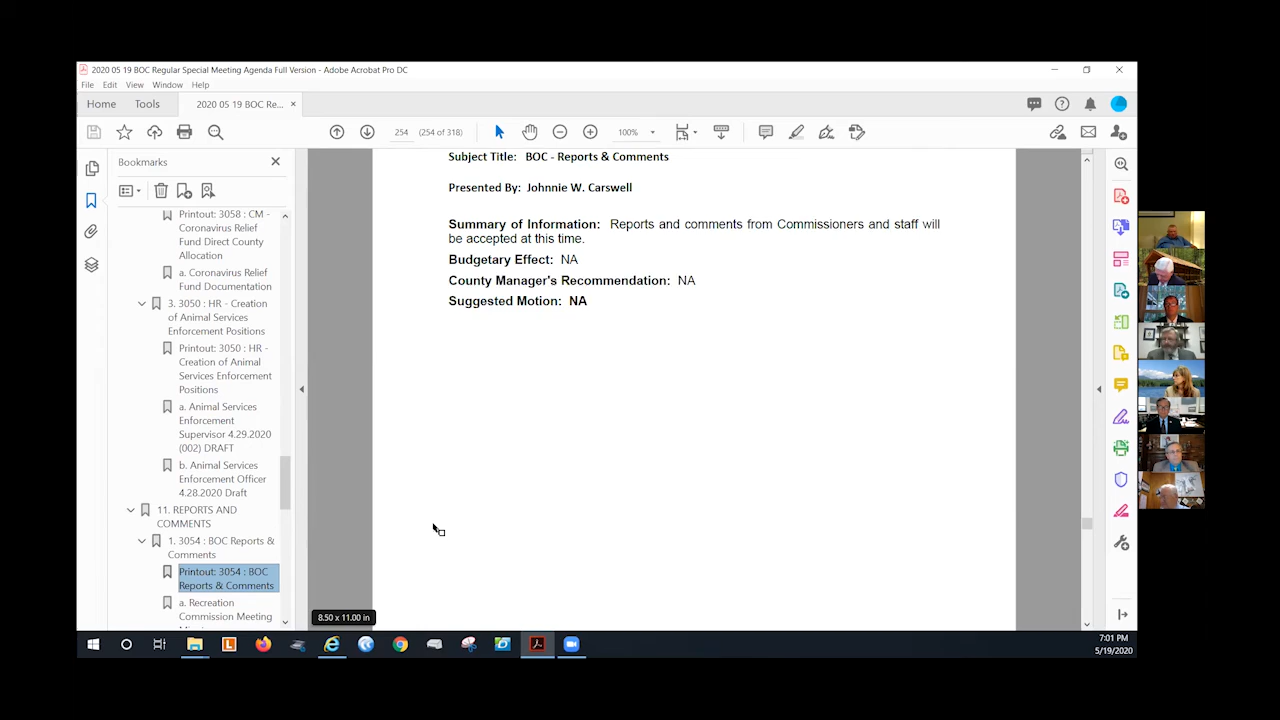 2020 05 19 BOC Regular Special Meeting Agenda Full Version - Adobe Acrobat Pro DC
File Edit View Window Help
Home Tools 2020 05 19 BOC Re... ×
254 (254 of 318) 100%
Bookmarks
Printout: 3058 : CM -
Coronavirus Relief
Fund Direct County
Allocation
a. Coronavirus Relief
Fund Documentation
3. 3050 : HR - Creation
of Animal Services
Enforcement Positions
Printout: 3050 : HR -
Creation of Animal
Services Enforcement
Positions
a. Animal Services
Enforcement
Supervisor 4.29.2020
(002) DRAFT
b. Animal Services
Enforcement Officer
4.28.2020 Draft
11. REPORTS AND
COMMENTS
1. 3054 : BOC Reports &
Comments
Printout: 3054 : BOC
Reports & Comments
a. Recreation
Commission Meeting
Subject Title: BOC - Reports & Comments
Presented By: Johnnie W. Carswell
Summary of Information: Reports and comments from Commissioners and staff will
be accepted at this time.
Budgetary Effect: NA
County Manager's Recommendation: NA
Suggested Motion: NA
8.50 x 11.00 in
7:01 PM
5/19/2020